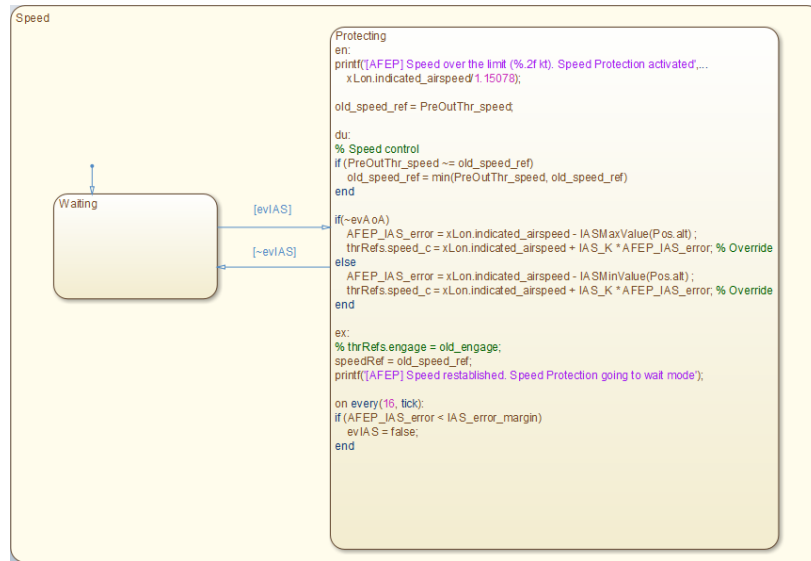 Speed
Protecting
en:
printf('[AFEP] Speed over the limit (%.2f kt). Speed Protection activated',...
xLon.indicated_airspeed/1.15078);
old_speed_ref = PreOutThr_speed;
du:
% Speed control
if (PreOutThr_speed ~= old_speed_ref)
old_speed_ref = min(PreOutThr_speed, old_speed_ref)
end
Waiting
[evIAS]
[~evIAS]
if(~evAoA)
AFEP_IAS_error = xLon.indicated_airspeed - IASMaxValue(Pos.alt) ;
thrRefs.speed_c = xLon.indicated_airspeed + IAS_K * AFEP_IAS_error; % Override
else
AFEP_IAS_error = xLon.indicated_airspeed - IASMinValue(Pos.alt) ;
thrRefs.speed_c = xLon.indicated_airspeed + IAS_K * AFEP_IAS_error; % Override
end
ex:
% thrRefs.engage = old_engage;
speedRef = old_speed_ref;
printf('[AFEP] Speed restablished. Speed Protection going to wait mode');
on every(16, tick):
if (AFEP_IAS_error < IAS_error_margin)
evIAS = false;
end